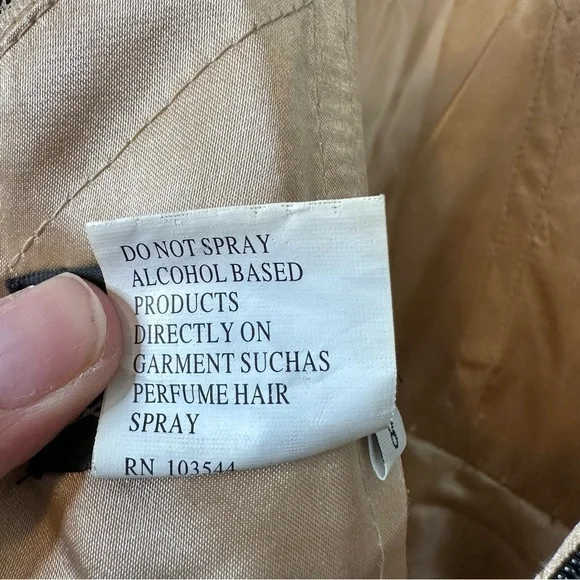 DO NOT SPRAY
ALCOHOL BASED
PRODUCTS
DIRECTLY ON
GARMENT SUCHAS
PERFUME HAIR
SPRAY
RN 103544